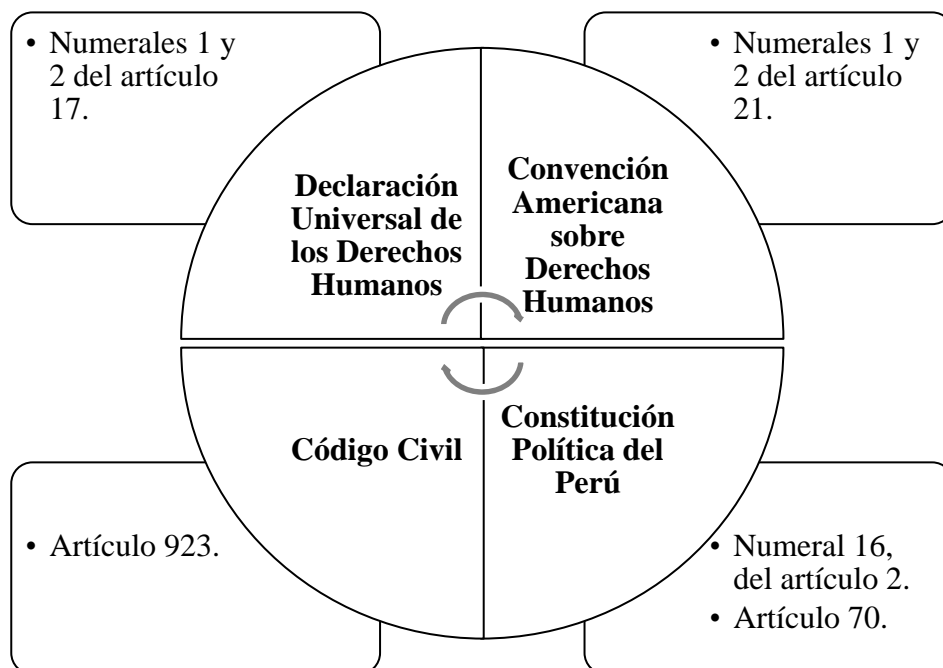 • Numerales 1 y
2 del artículo
17.
Declaración
Universal de
los Derechos
Humanos
• Numerales 1 y
2 del artículo
21.
Convención
Americana
sobre
Derechos
Humanos
Código Civil
• Artículo 923.
Constitución
Política del
Perú
• Numeral 16,
del artículo 2.
• Artículo 70.